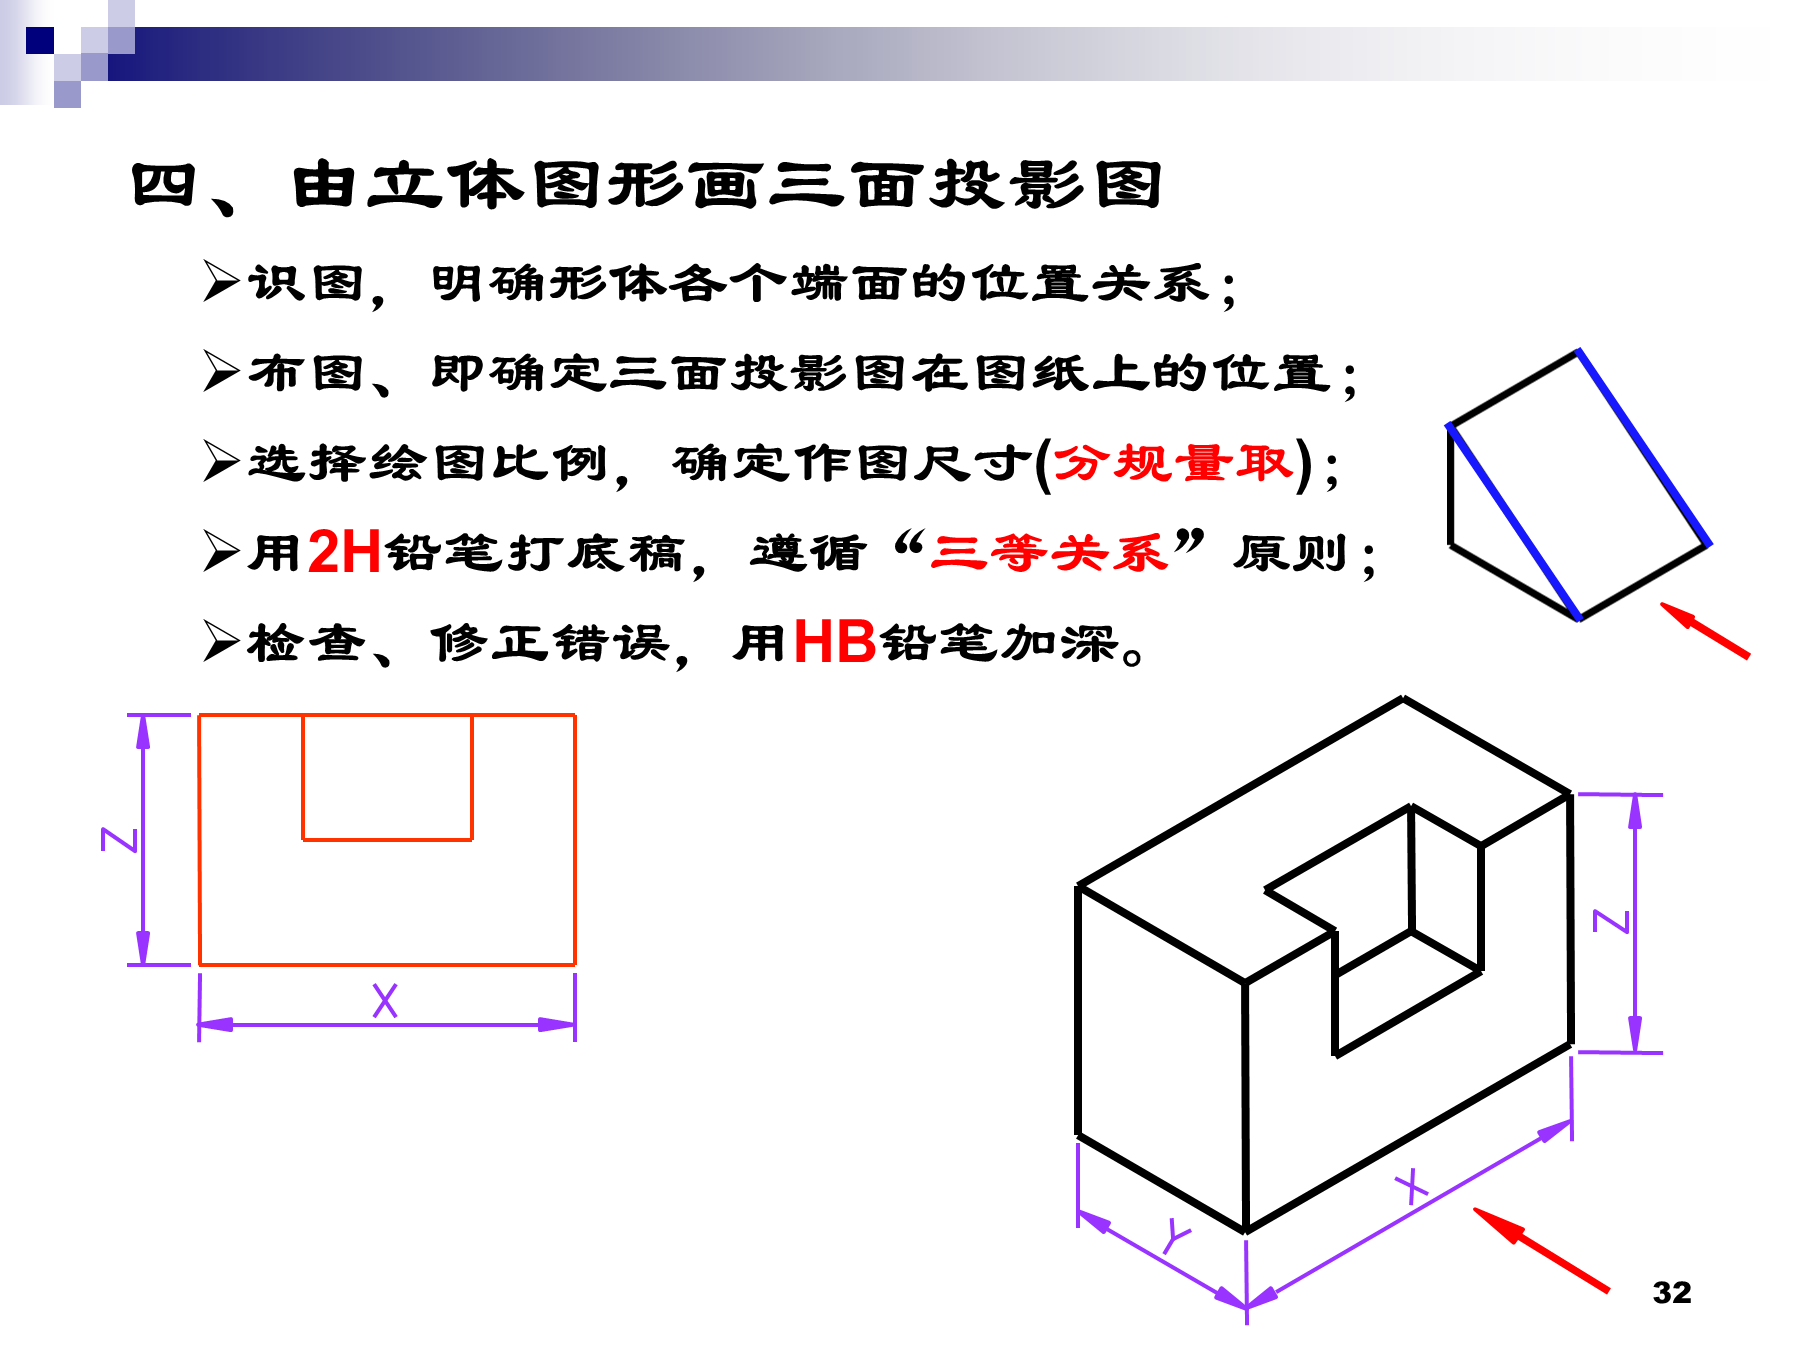 四、由立体图形画三面投影图
识图，明确形体各个端面的位置关系；
布图、即确定三面投影图在图纸上的位置；
选择绘图比例，确定作图尺寸(分规量取)；
用2H铅笔打底稿，遵循“三等关系”原则；
检查、修正错误，用HB铅笔加深。
Z
X
Z
X
Y
32